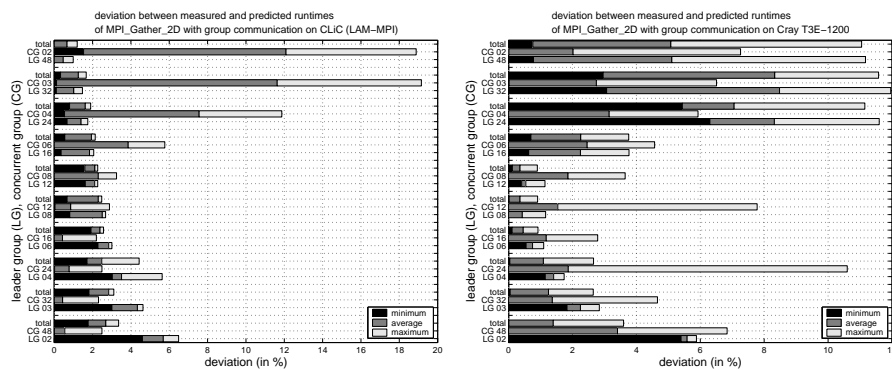 deviation between measured and predicted runtimes
of MPI_Gather_2D with group communication on CLiC (LAM−MPI)
leader group (LG), concurrent group (CG)
total
CG 02
LG 48
total
CG 03
LG 32
total
CG 04
LG 24
total
CG 06
LG 16
total
CG 08
LG 12
total
CG 12
LG 08
total
CG 16
LG 06
total
CG 24
LG 04
total
CG 32
LG 03
total
CG 48
LG 02
minimum
average
maximum
0 2 4 6 8 10 12 14 16 18 20
deviation (in %)
deviation between measured and predicted runtimes
of MPI_Gather_2D with group communication on Cray T3E−1200
leader group (LG), concurrent group (CG)
total
CG 02
LG 48
total
CG 03
LG 32
total
CG 04
LG 24
total
CG 06
LG 16
total
CG 08
LG 12
total
CG 12
LG 08
total
CG 16
LG 06
total
CG 24
LG 04
total
CG 32
LG 03
total
CG 48
LG 02
minimum
average
maximum
0 2 4 6 8 10
deviation (in %)